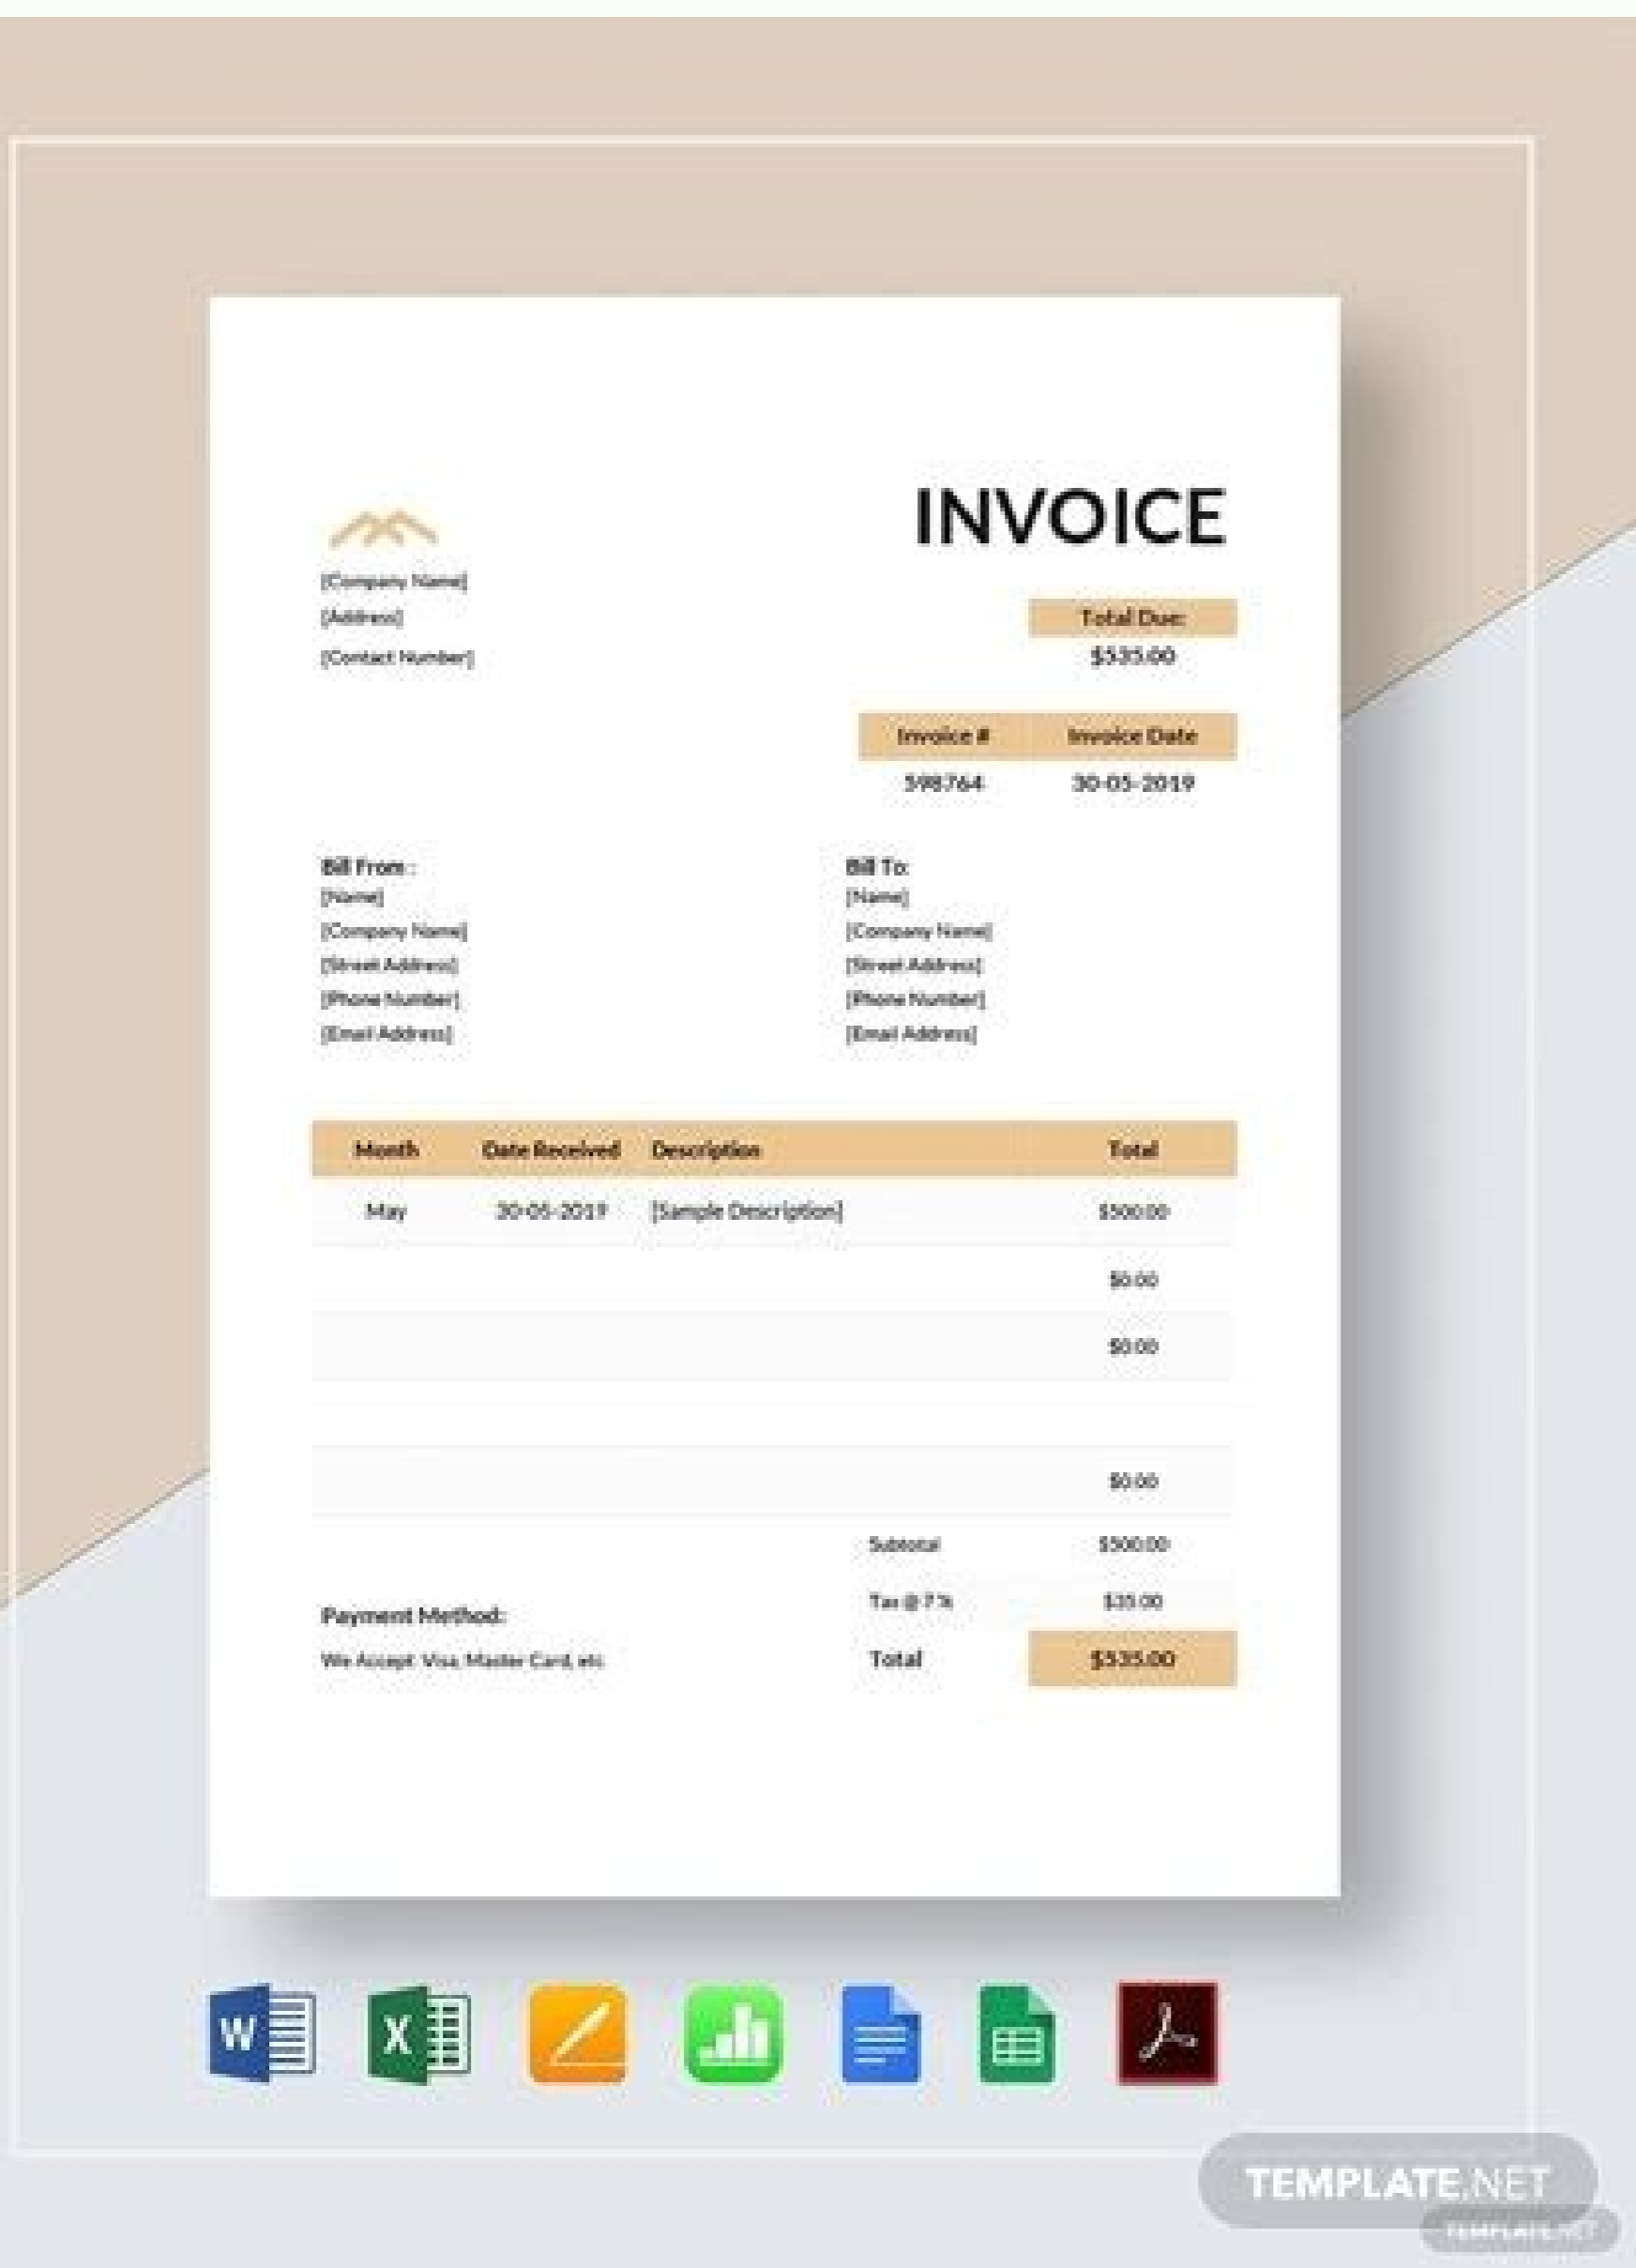 INVOICE
[Company Name]
[Address]
[Contact Number]
Total Due:
$535.00
Invoice # Invoice Date
598764 30-05-2019
Bill From :
[Name]
[Company Name]
[Street Address]
[Phone Number]
[Email Address]
Bill To:
[Name]
[Company Name]
[Street Address]
[Phone Number]
[Email Address]
Month Date Received Description Total
May 30-05-2019 [Sample Description] $500.00
$0.00
$0.00
$0.00
Subtotal $500.00
Tax @ 7 % $35.00
Total $535.00
Payment Method:
We Accept Visa, Master Card, etc
W
X
TEMPLATE.NET
TEMPLATE.NET